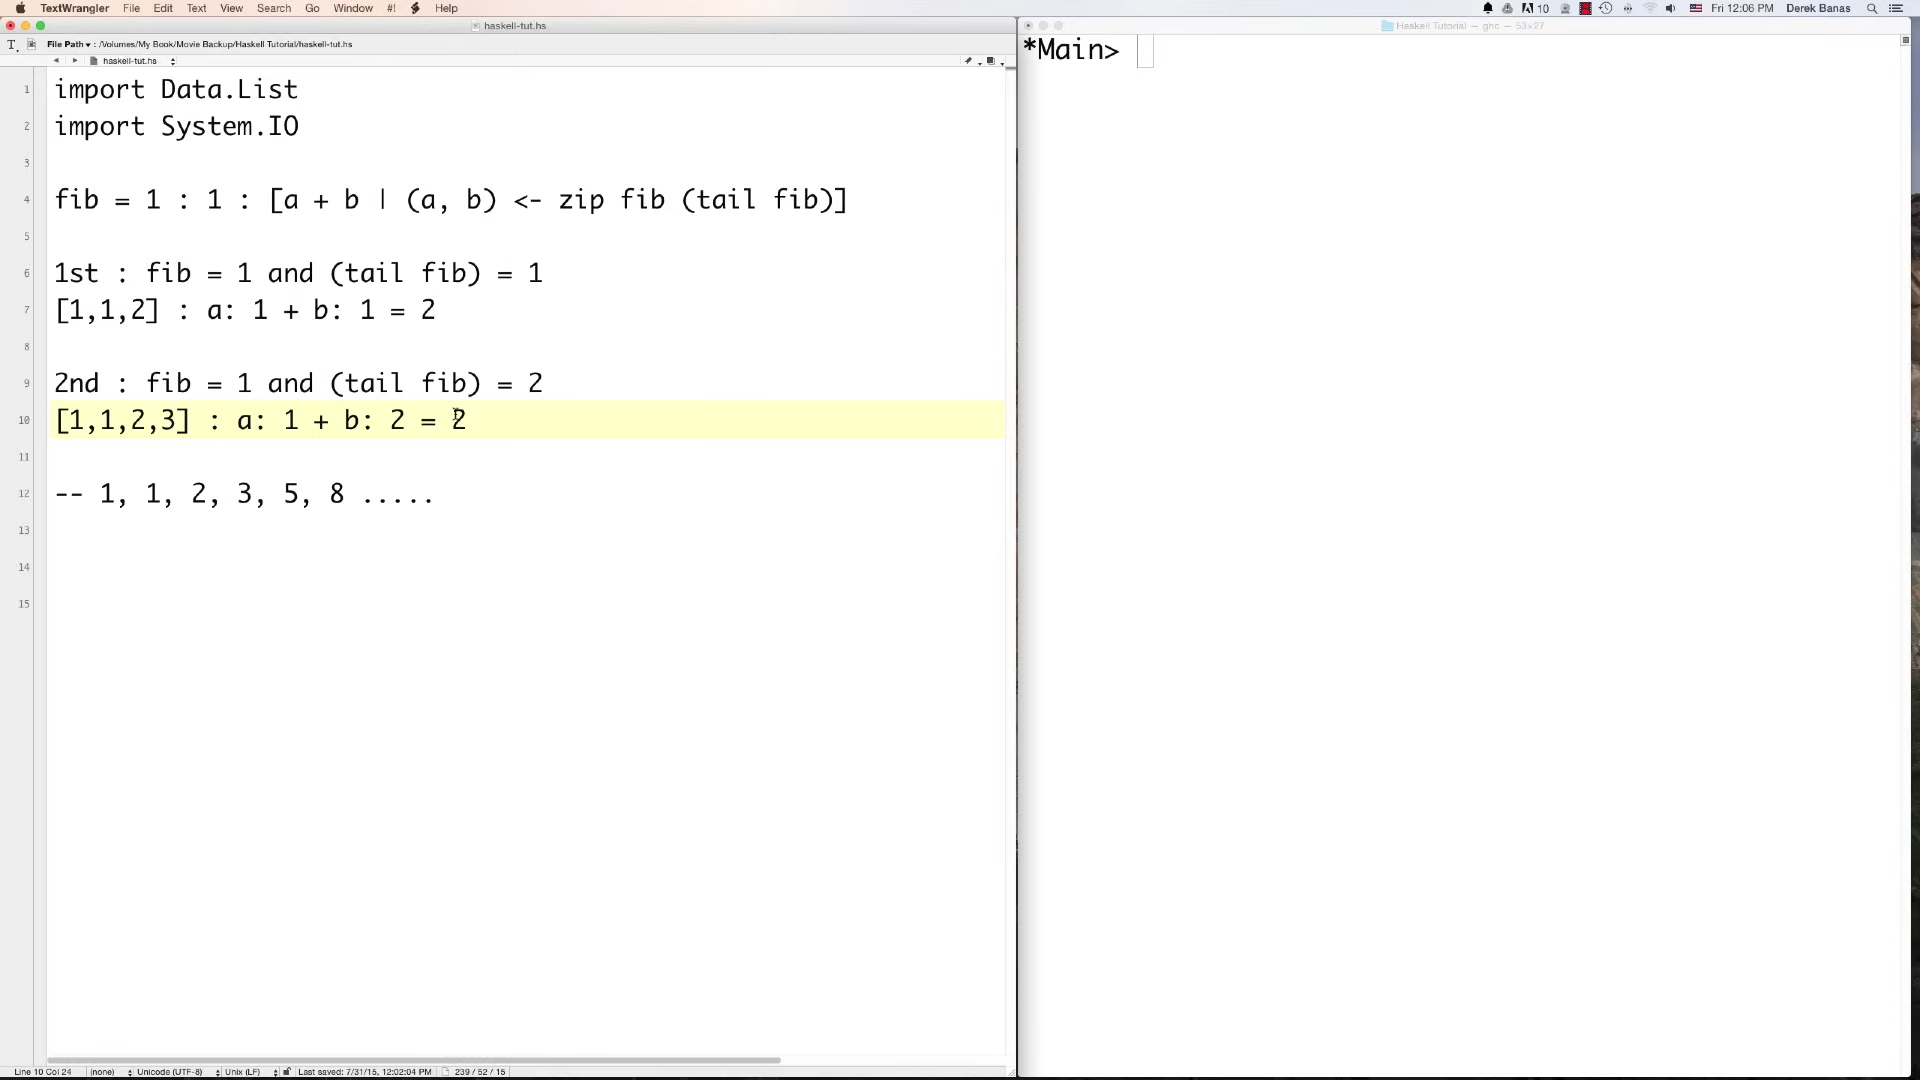 TextWrangler File Edit Text View Search Go Window #! Help 10 Fri 12:06 PM Derek Banas
haskell-tut.hs
Haskell Tutorial — ghc — 53×27
File Path ▾ : /Volumes/My Book/Movie Backup/Haskell Tutorial/haskell-tut.hs
haskell-tut.hs
*Main>
1 import Data.List
2 import System.IO
3
4 fib = 1 : 1 : [a + b | (a, b) <- zip fib (tail fib)]
5
6 1st : fib = 1 and (tail fib) = 1
7 [1,1,2] : a: 1 + b: 1 = 2
8
9 2nd : fib = 1 and (tail fib) = 2
10 [1,1,2,3] : a: 1 + b: 2 = 2
11
12 -- 1, 1, 2, 3, 5, 8 .....
13
14
15
Line 10 Col 24 (none) Unicode (UTF-8) Unix (LF) Last saved: 7/31/15, 12:02:04 PM 239 / 52 / 15